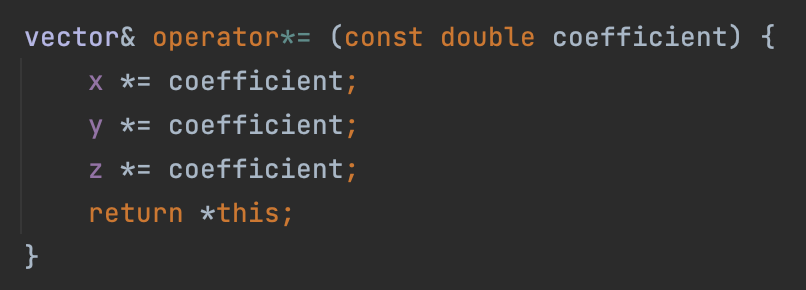 vector& operator*= (const double coefficient) {
    x *= coefficient;
    y *= coefficient;
    z *= coefficient;
    return *this;
}